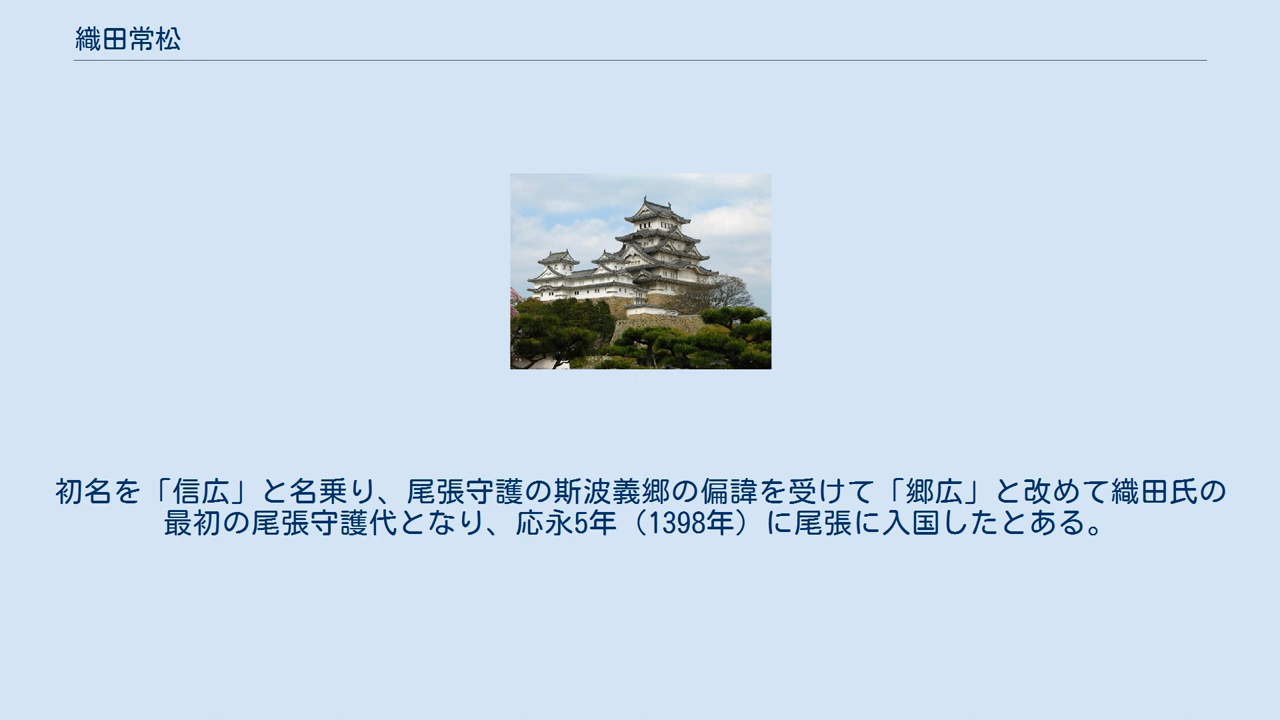 織田常松
初名を「信広」と名乗り、尾張守護の斯波義郷の偏諱を受けて「郷広」と改めて織田氏の
最初の尾張守護代となり、応永5年（1398年）に尾張に入国したとある。